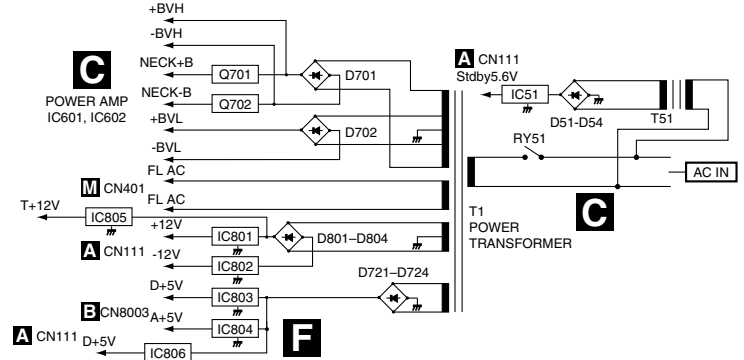 +BVH
-BVH
NECK+B
Q701
D701
A CN111
Stdby5.6V
IC51
D51-D54
T51
C
POWER AMP
IC601, IC602
NECK-B
Q702
+BVL
D702
-BVL
RY51
AC IN
FL AC
M CN401
FL AC
C
T+12V
IC805
T1
POWER
TRANSFORMER
+12V
IC801
D801–D804
A CN111
-12V
IC802
D721–D724
D+5V
IC803
B CN8003
A+5V
IC804
F
A CN111
D+5V
IC806